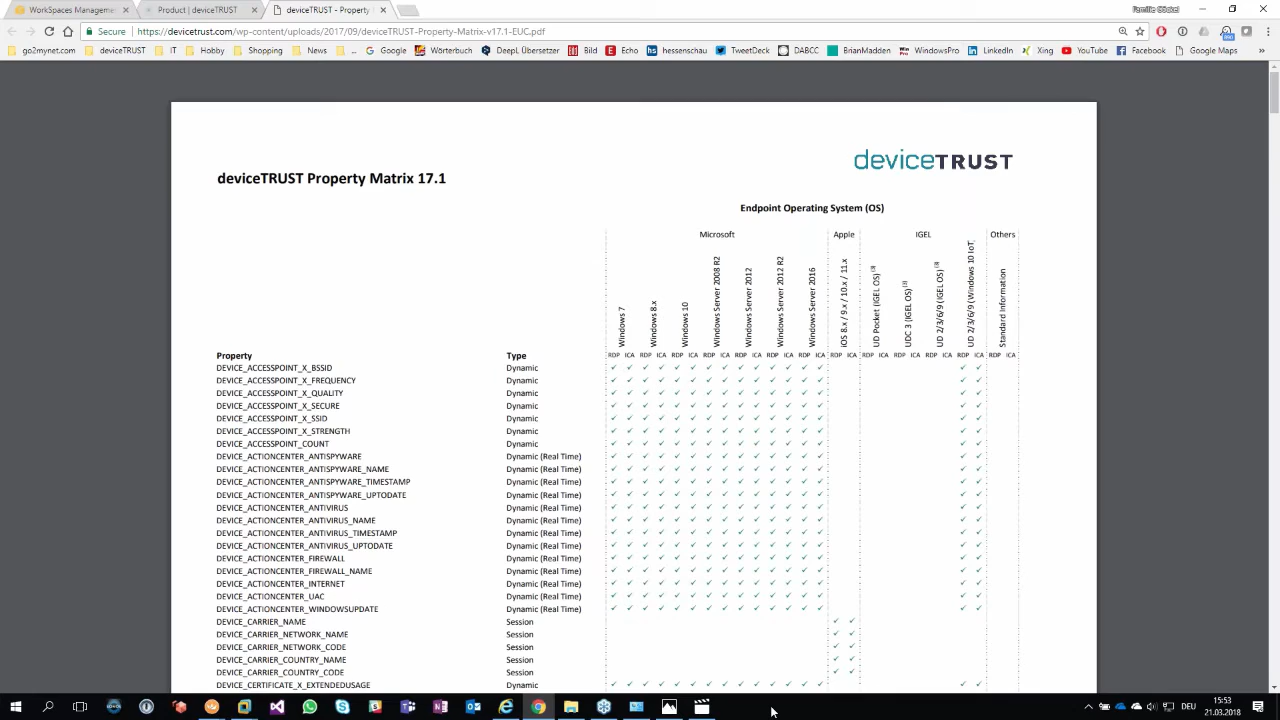 WorkSpaces Managemen
Product | deviceTRUST
deviceTRUST - Property
Familie Göckel
Secure
https://devicetrust.com/wp-content/uploads/2017/09/deviceTRUST-Property-Matrix-v17.1-EUC.pdf
go2mynet.com deviceTRUST IT Hobby Shopping News ... Google Wörterbuch DeepL Übersetzer Bild Echo hessenschau TweetDeck DABCC BrianMadden WindowsPro LinkedIn Xing YouTube Facebook Google Maps
deviceTRUST
deviceTRUST Property Matrix 17.1
Endpoint Operating System (OS)
Microsoft Apple IGEL Others
Windows 7
Windows 8.x
Windows 10
Windows Server 2008 R2
Windows Server 2012
Windows Server 2012 R2
Windows Server 2016
iOS 8.x / 9.x / 10.x / 11.x
UD Pocket (IGEL OS) [3]
UDC 3 (IGEL OS) [3]
UD 2/3/6/9 (IGEL OS) [3]
UD 2/3/6/9 (Windows 10 IoT)
Standard Information
Property Type RDP ICA RDP ICA RDP ICA RDP ICA RDP ICA RDP ICA RDP ICA RDP ICA RDP ICA RDP ICA RDP ICA RDP ICA RDP ICA
DEVICE_ACCESSPOINT_X_BSSID Dynamic ✓ ✓ ✓ ✓ ✓ ✓ ✓ ✓ ✓ ✓ ✓ ✓ ✓ ✓ ✓ ✓
DEVICE_ACCESSPOINT_X_FREQUENCY Dynamic ✓ ✓ ✓ ✓ ✓ ✓ ✓ ✓ ✓ ✓ ✓ ✓ ✓ ✓ ✓ ✓
DEVICE_ACCESSPOINT_X_QUALITY Dynamic ✓ ✓ ✓ ✓ ✓ ✓ ✓ ✓ ✓ ✓ ✓ ✓ ✓ ✓ ✓ ✓
DEVICE_ACCESSPOINT_X_SECURE Dynamic ✓ ✓ ✓ ✓ ✓ ✓ ✓ ✓ ✓ ✓ ✓ ✓ ✓ ✓ ✓ ✓
DEVICE_ACCESSPOINT_X_SSID Dynamic ✓ ✓ ✓ ✓ ✓ ✓ ✓ ✓ ✓ ✓ ✓ ✓ ✓ ✓ ✓ ✓
DEVICE_ACCESSPOINT_X_STRENGTH Dynamic ✓ ✓ ✓ ✓ ✓ ✓ ✓ ✓ ✓ ✓ ✓ ✓ ✓ ✓ ✓ ✓
DEVICE_ACCESSPOINT_COUNT Dynamic ✓ ✓ ✓ ✓ ✓ ✓ ✓ ✓ ✓ ✓ ✓ ✓ ✓ ✓ ✓ ✓
DEVICE_ACTIONCENTER_ANTISPYWARE Dynamic (Real Time) ✓ ✓ ✓ ✓ ✓ ✓ ✓ ✓ ✓ ✓ ✓ ✓ ✓ ✓ ✓ ✓
DEVICE_ACTIONCENTER_ANTISPYWARE_NAME Dynamic (Real Time) ✓ ✓ ✓ ✓ ✓ ✓ ✓ ✓ ✓ ✓ ✓ ✓ ✓ ✓ ✓ ✓
DEVICE_ACTIONCENTER_ANTISPYWARE_TIMESTAMP Dynamic (Real Time) ✓ ✓ ✓ ✓ ✓ ✓ ✓ ✓ ✓ ✓ ✓ ✓ ✓ ✓ ✓ ✓
DEVICE_ACTIONCENTER_ANTISPYWARE_UPTODATE Dynamic (Real Time) ✓ ✓ ✓ ✓ ✓ ✓ ✓ ✓ ✓ ✓ ✓ ✓ ✓ ✓ ✓ ✓
DEVICE_ACTIONCENTER_ANTIVIRUS Dynamic (Real Time) ✓ ✓ ✓ ✓ ✓ ✓ ✓ ✓ ✓ ✓ ✓ ✓ ✓ ✓ ✓ ✓
DEVICE_ACTIONCENTER_ANTIVIRUS_NAME Dynamic (Real Time) ✓ ✓ ✓ ✓ ✓ ✓ ✓ ✓ ✓ ✓ ✓ ✓ ✓ ✓ ✓ ✓
DEVICE_ACTIONCENTER_ANTIVIRUS_TIMESTAMP Dynamic (Real Time) ✓ ✓ ✓ ✓ ✓ ✓ ✓ ✓ ✓ ✓ ✓ ✓ ✓ ✓ ✓ ✓
DEVICE_ACTIONCENTER_ANTIVIRUS_UPTODATE Dynamic (Real Time) ✓ ✓ ✓ ✓ ✓ ✓ ✓ ✓ ✓ ✓ ✓ ✓ ✓ ✓ ✓ ✓
DEVICE_ACTIONCENTER_FIREWALL Dynamic (Real Time) ✓ ✓ ✓ ✓ ✓ ✓ ✓ ✓ ✓ ✓ ✓ ✓ ✓ ✓ ✓ ✓
DEVICE_ACTIONCENTER_FIREWALL_NAME Dynamic (Real Time) ✓ ✓ ✓ ✓ ✓ ✓ ✓ ✓ ✓ ✓ ✓ ✓ ✓ ✓ ✓ ✓
DEVICE_ACTIONCENTER_INTERNET Dynamic (Real Time) ✓ ✓ ✓ ✓ ✓ ✓ ✓ ✓ ✓ ✓ ✓ ✓ ✓ ✓ ✓ ✓
DEVICE_ACTIONCENTER_UAC Dynamic (Real Time) ✓ ✓ ✓ ✓ ✓ ✓ ✓ ✓ ✓ ✓ ✓ ✓ ✓ ✓ ✓ ✓
DEVICE_ACTIONCENTER_WINDOWSUPDATE Dynamic (Real Time) ✓ ✓ ✓ ✓ ✓ ✓ ✓ ✓ ✓ ✓ ✓ ✓ ✓ ✓ ✓ ✓
DEVICE_CARRIER_NAME Session ✓ ✓
DEVICE_CARRIER_NETWORK_NAME Session ✓ ✓
DEVICE_CARRIER_NETWORK_CODE Session ✓ ✓
DEVICE_CARRIER_COUNTRY_NAME Session ✓ ✓
DEVICE_CARRIER_COUNTRY_CODE Session ✓ ✓
DEVICE_CERTIFICATE_X_EXTENDEDUSAGE Dynamic ✓ ✓ ✓ ✓ ✓ ✓ ✓ ✓ ✓ ✓ ✓ ✓ ✓ ✓ ✓ ✓
15:53
21.03.2018